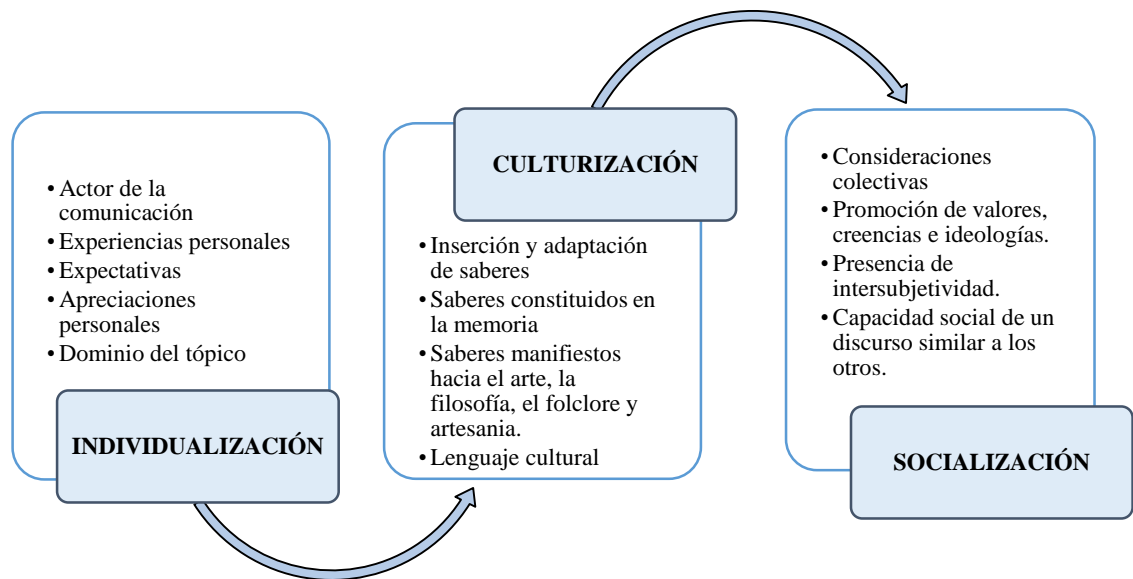 • Actor de la
comunicación
• Experiencias personales
• Expectativas
• Apreciaciones
personales
• Dominio del tópico
INDIVIDUALIZACIÓN
CULTURIZACIÓN
• Inserción y adaptación
de saberes
• Saberes constituidos en
la memoria
• Saberes manifiestos
hacia el arte, la
filosofía, el folclore y
artesania.
• Lenguaje cultural
• Consideraciones
colectivas
• Promoción de valores,
creencias e ideologías.
• Presencia de
intersubjetividad.
• Capacidad social de un
discurso similar a los
otros.
SOCIALIZACIÓN